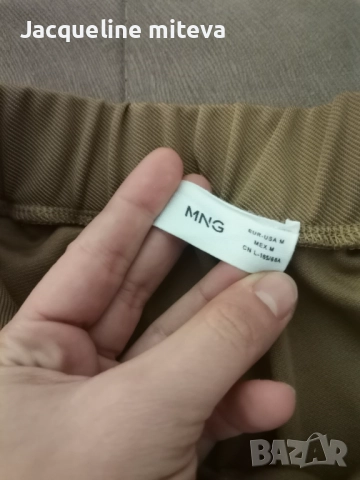 Jacqueline miteva
MNG
EUR-USA M
MEX M
CN L-165/68A
BAZAR